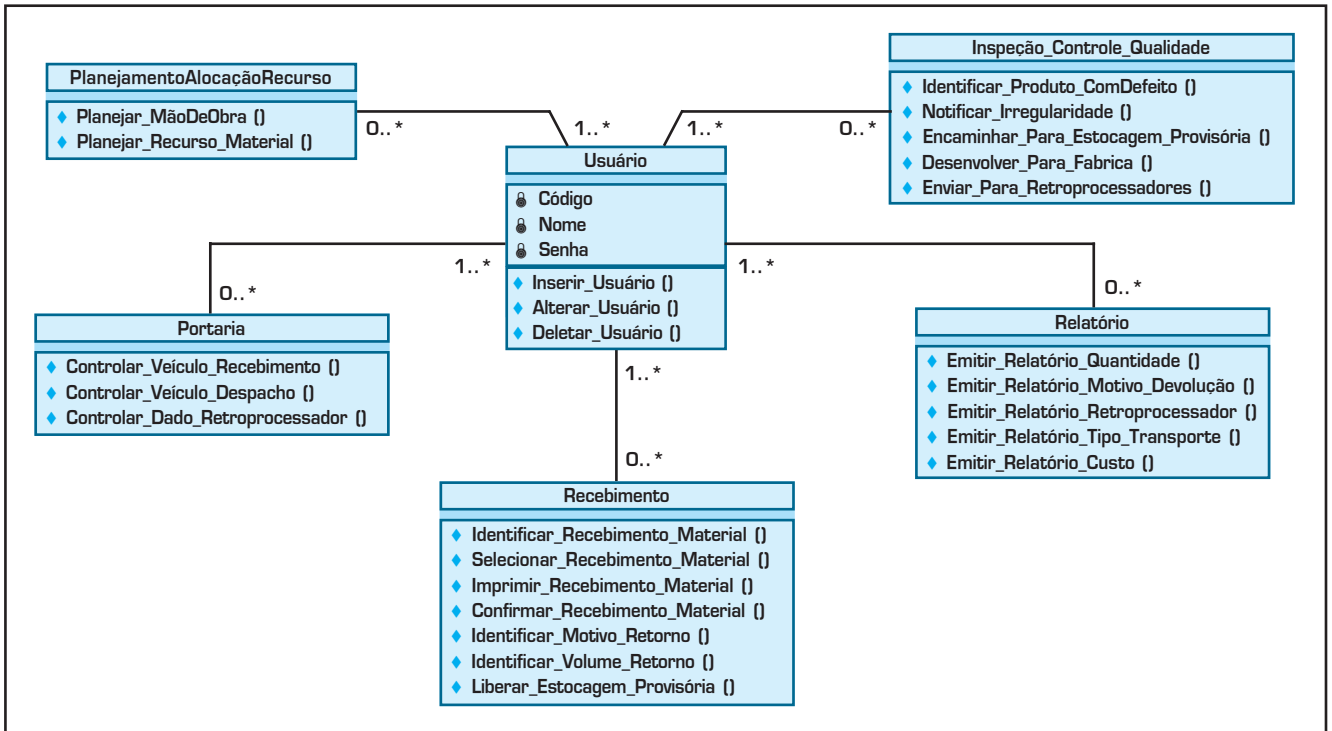 PlanejamentoAlocaçãoRecurso
Planejar_MãoDeObra ()
Planejar_Recurso_Material ()
0..*
1..*
Inspeção_Controle_Qualidade
Identificar_Produto_ComDefeito ()
Notificar_Irregularidade ()
Encaminhar_Para_Estocagem_Provisória ()
Desenvolver_Para_Fabrica ()
Enviar_Para_Retroprocessadores ()
1..*
0..*
Usuário
Código
Nome
Senha
Inserir_Usuário ()
Alterar_Usuário ()
Deletar_Usuário ()
1..*
0..*
Portaria
Controlar_Veículo_Recebimento ()
Controlar_Veículo_Despacho ()
Controlar_Dado_Retroprocessador ()
1..*
0..*
Relatório
Emitir_Relatório_Quantidade ()
Emitir_Relatório_Motivo_Devolução ()
Emitir_Relatório_Retroprocessador ()
Emitir_Relatório_Tipo_Transporte ()
Emitir_Relatório_Custo ()
1..*
0..*
Recebimento
Identificar_Recebimento_Material ()
Selecionar_Recebimento_Material ()
Imprimir_Recebimento_Material ()
Confirmar_Recebimento_Material ()
Identificar_Motivo_Retorno ()
Identificar_Volume_Retorno ()
Liberar_Estocagem_Provisória ()